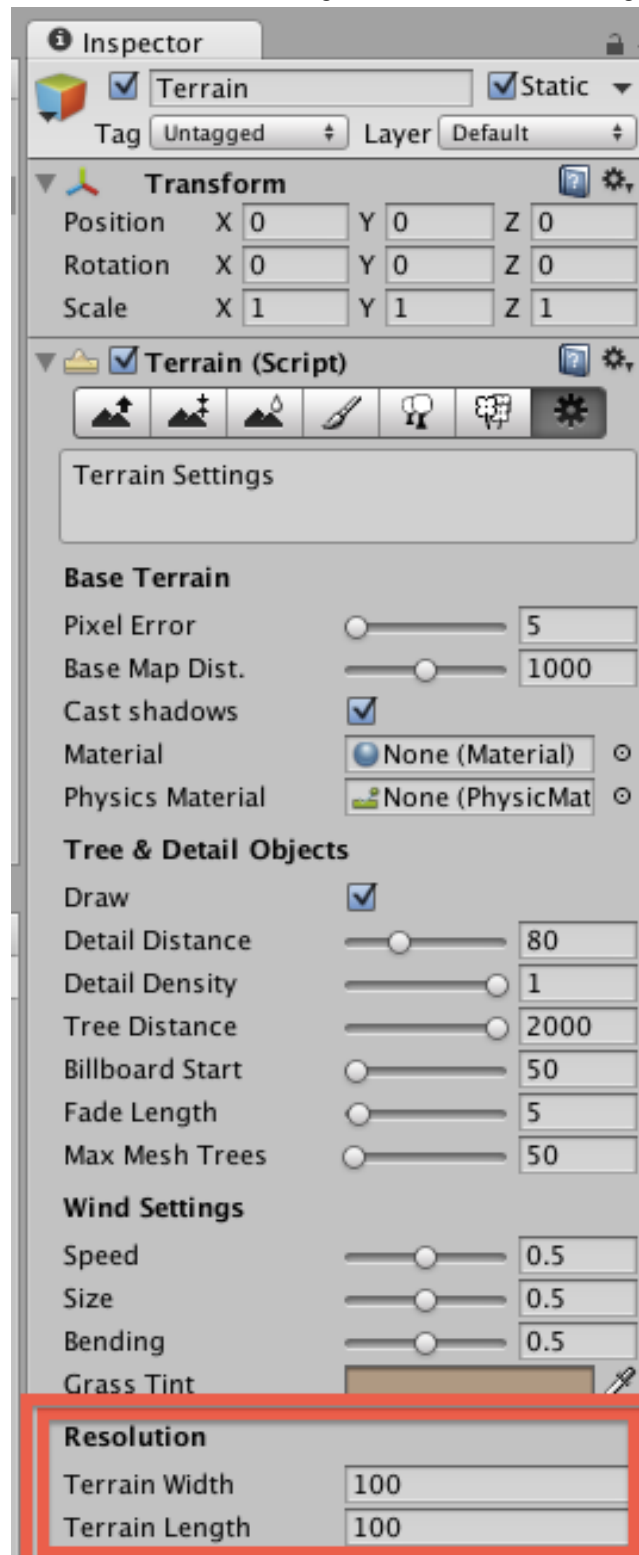 Inspector
Terrain Static
Tag Untagged Layer Default
Transform
Position X 0 Y 0 Z 0
Rotation X 0 Y 0 Z 0
Scale X 1 Y 1 Z 1
Terrain (Script)
Terrain Settings
Base Terrain
Pixel Error 5
Base Map Dist. 1000
Cast shadows
Material None (Material)
Physics Material None (PhysicMat
Tree & Detail Objects
Draw
Detail Distance 80
Detail Density 1
Tree Distance 2000
Billboard Start 50
Fade Length 5
Max Mesh Trees 50
Wind Settings
Speed 0.5
Size 0.5
Bending 0.5
Grass Tint
Resolution
Terrain Width 100
Terrain Length 100